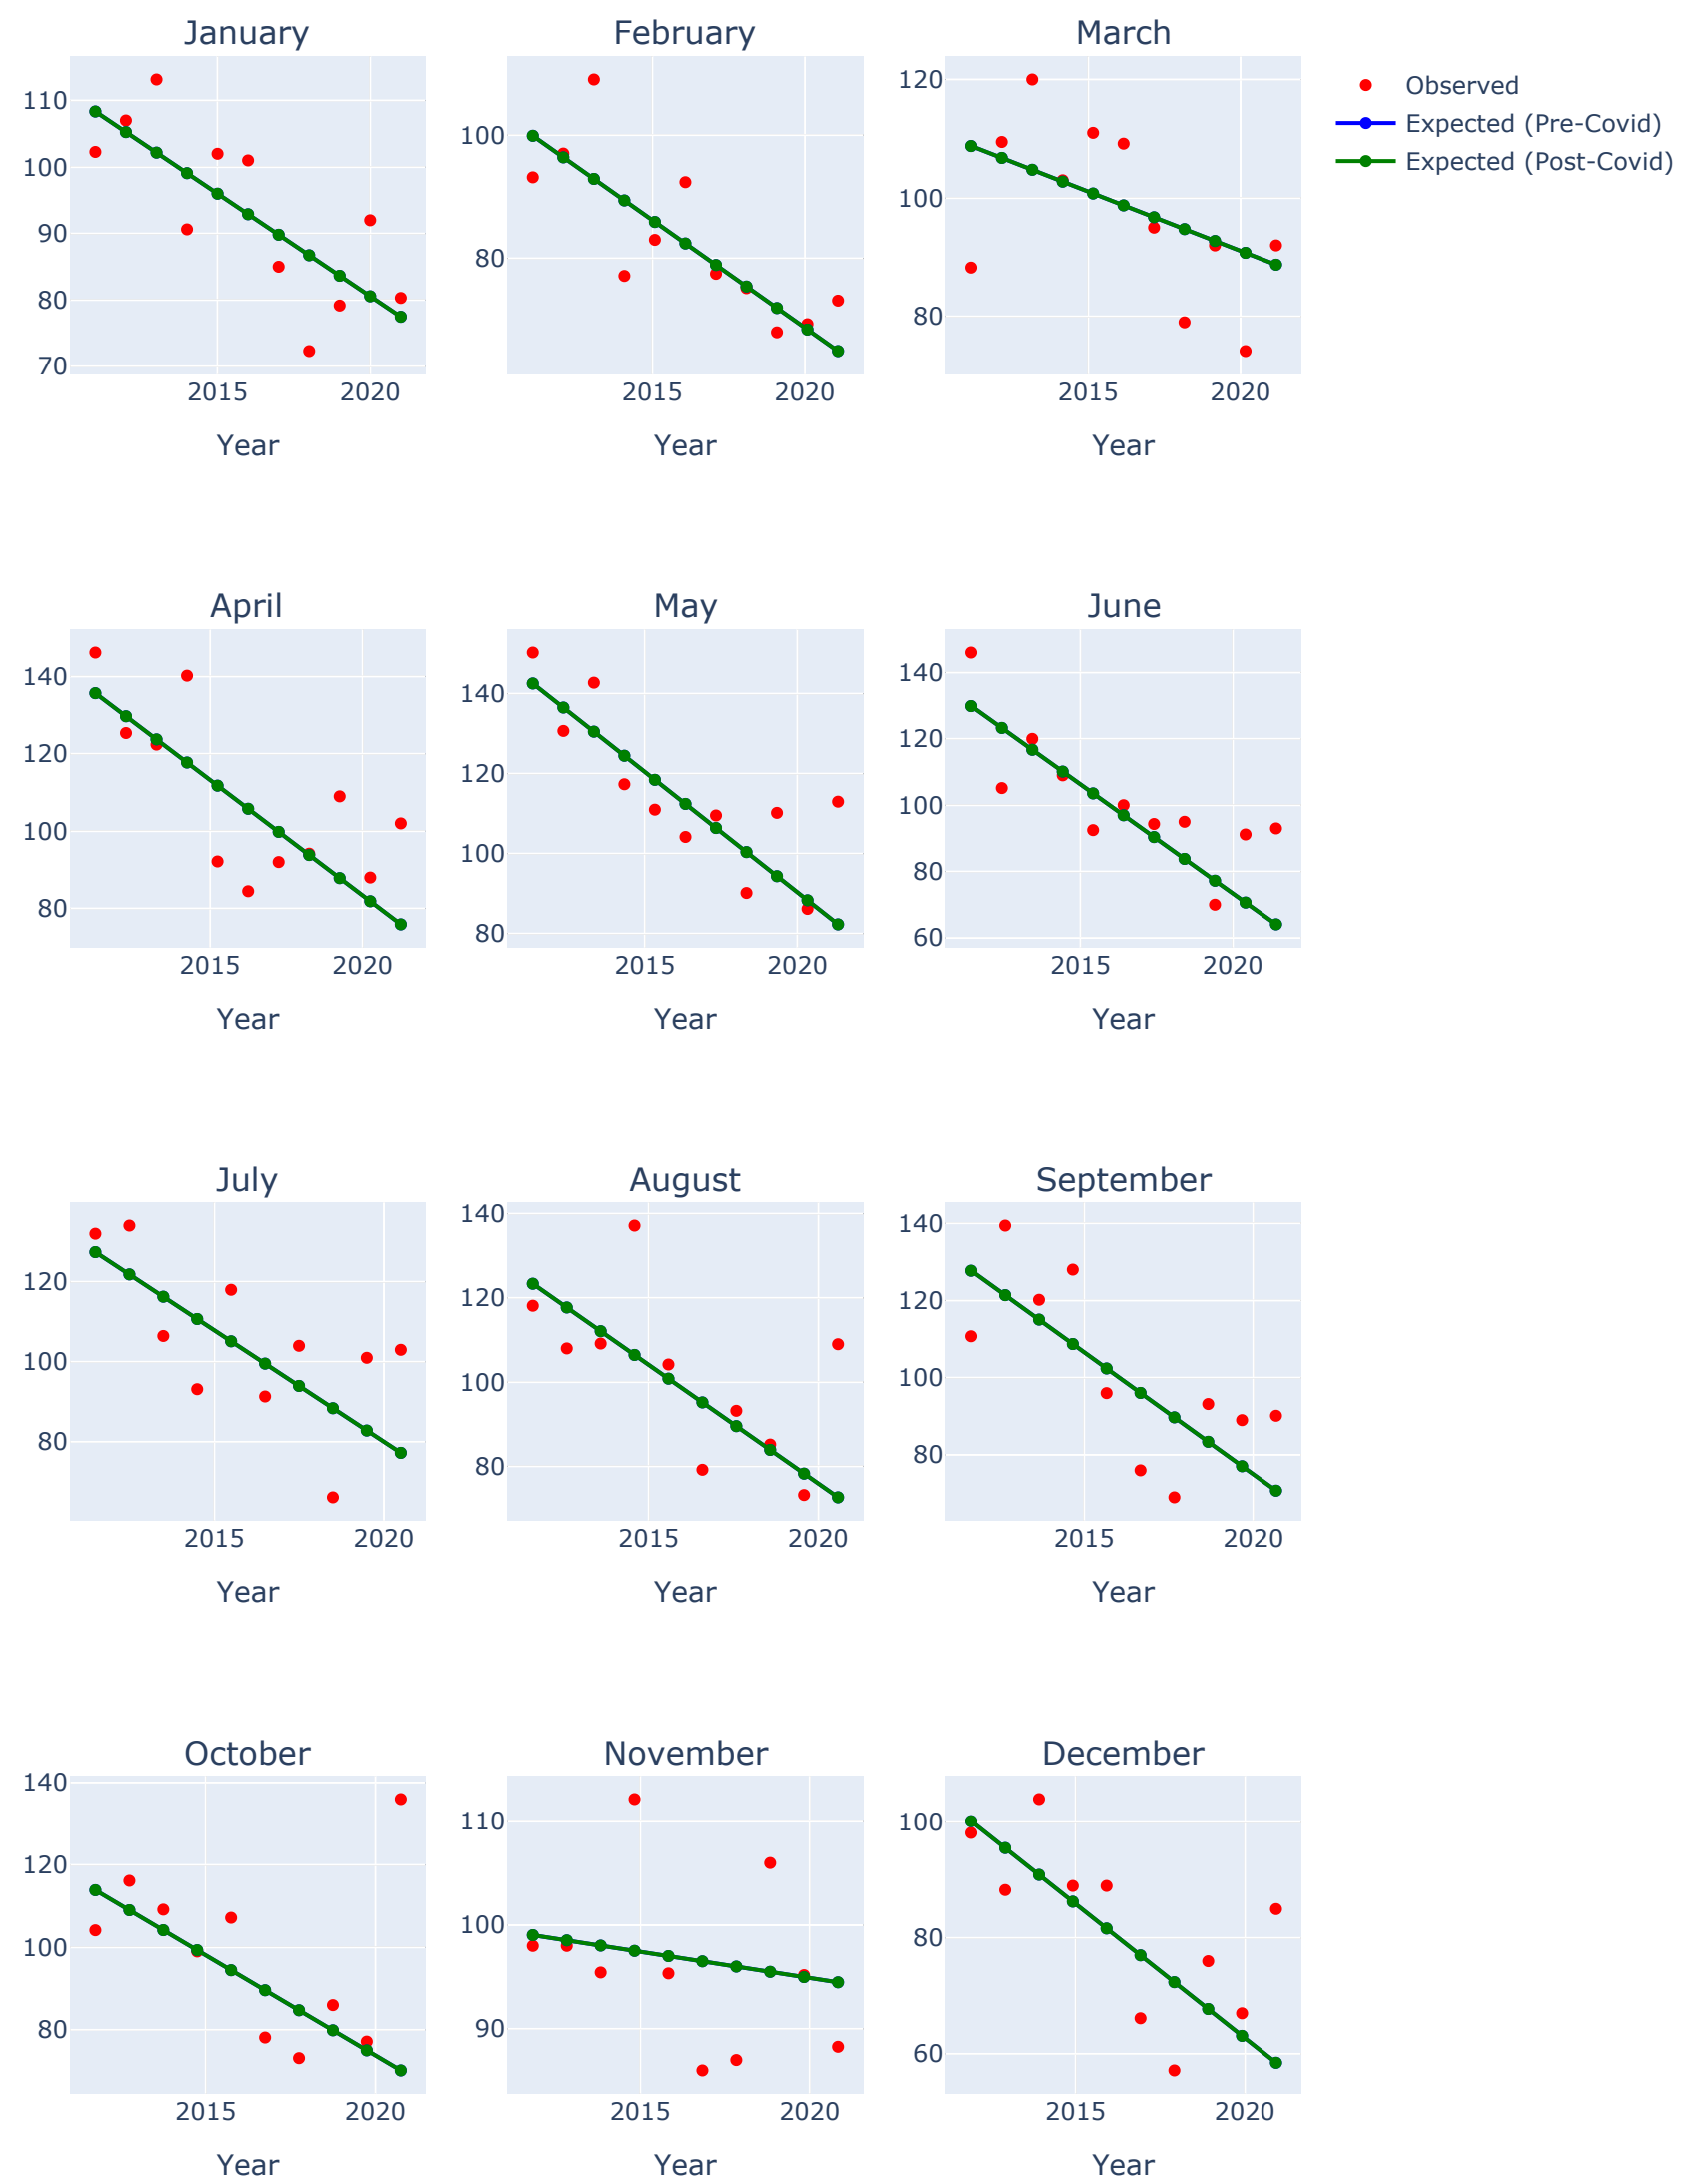 January February March
120
110 100 100 90 80 80 80 70
2015 2020 2015 2020 2015 2020
Year Year Year
Observed
Expected (Pre-Covid)
Expected (Post-Covid)
April May June
140 140 140
120 120 120
100 100 100
80 80 80
60
2015 2020 2015 2020 2015 2020
Year Year Year
July August September
140 140
120 120 120
100 100 100
80 80 80
2015 2020 2015 2020 2015 2020
Year Year Year
October November December
140
120 110 100
100 100 80
80 90 60
2015 2020 2015 2020 2015 2020
Year Year Year